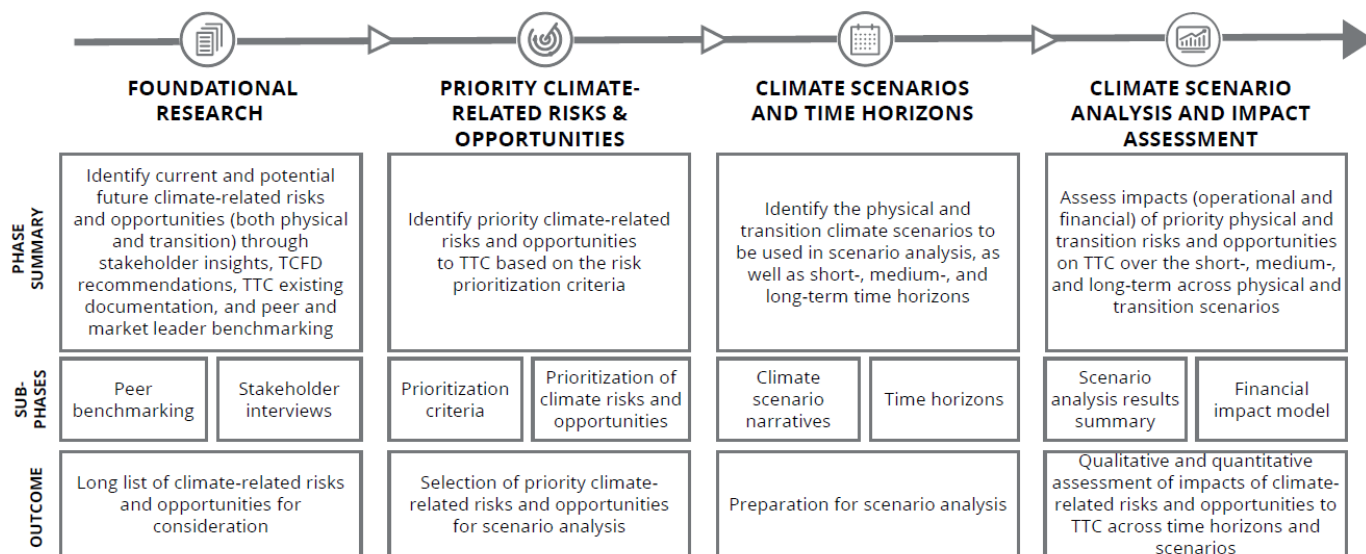 FOUNDATIONAL
RESEARCH
PRIORITY CLIMATE-
RELATED RISKS &
OPPORTUNITIES
CLIMATE SCENARIOS
AND TIME HORIZONS
CLIMATE SCENARIO
ANALYSIS AND IMPACT
ASSESSMENT
PHASE
SUMMARY
Identify current and potential
future climate-related risks
and opportunities (both physical
and transition) through
stakeholder insights, TCFD
recommendations, TTC existing
documentation, and peer and
market leader benchmarking
Identify priority climate-related
risks and opportunities
to TTC based on the risk
prioritization criteria
Identify the physical and
transition climate scenarios to
be used in scenario analysis, as
well as short-, medium-, and
long-term time horizons
Assess impacts (operational and
financial) of priority physical and
transition risks and opportunities
on TTC over the short-, medium-,
and long-term across physical and
transition scenarios
SUB-
PHASES
Peer
benchmarking
Stakeholder
interviews
Prioritization
criteria
Prioritization of
climate risks and
opportunities
Climate
scenario
narratives
Time horizons
Scenario
analysis results
summary
Financial
impact model
OUTCOME
Long list of climate-related risks
and opportunities for
consideration
Selection of priority climate-
related risks and opportunities
for scenario analysis
Preparation for scenario analysis
Qualitative and quantitative
assessment of impacts of climate-
related risks and opportunities to
TTC across time horizons and
scenarios